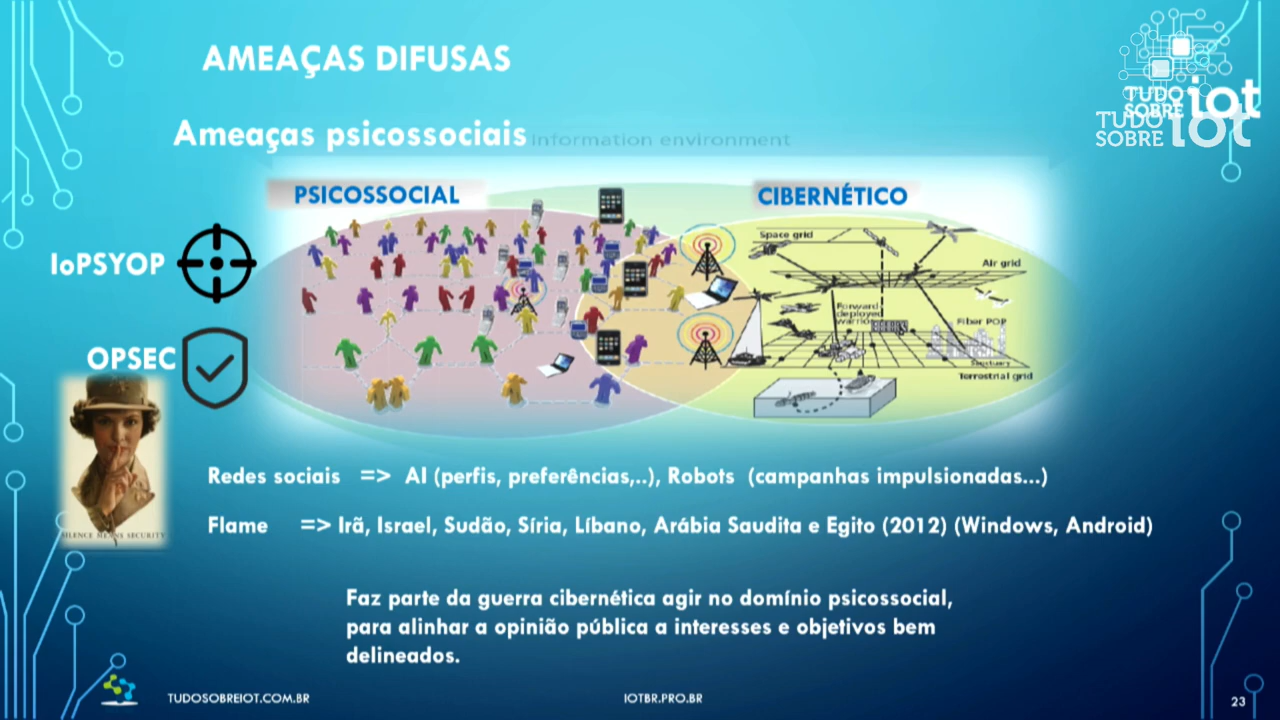 AMEAÇAS DIFUSAS
TUDO
SOBRE iot
TUDO
SOBRE iot
Ameaças psicossociais
Information environment
PSICOSSOCIAL
CIBERNÉTICO
Space grid
Air grid
IoPSYOP
Forward
deployed
warrior
Fiber POP
OPSEC
Terrestrial grid
Redes sociais => AI (perfis, preferências,..), Robots (campanhas impulsionadas...)
Flame => Irã, Israel, Sudão, Síria, Líbano, Arábia Saudita e Egito (2012) (Windows, Android)
SILENCE MEANS SECURITY
Faz parte da guerra cibernética agir no domínio psicossocial,
para alinhar a opinião pública a interesses e objetivos bem
delineados.
TUDOSOBREIOT.COM.BR
IOTBR.PRO.BR
23